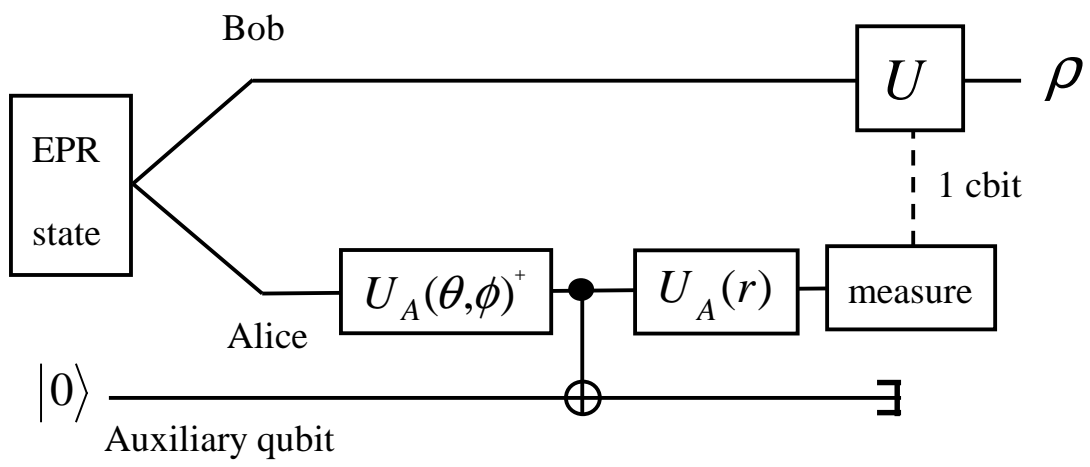 Bob
EPR
state
U
ρ
1 cbit
U_A(θ,ϕ)⁺
U_A(r)
measure
Alice
|0⟩
Auxiliary qubit